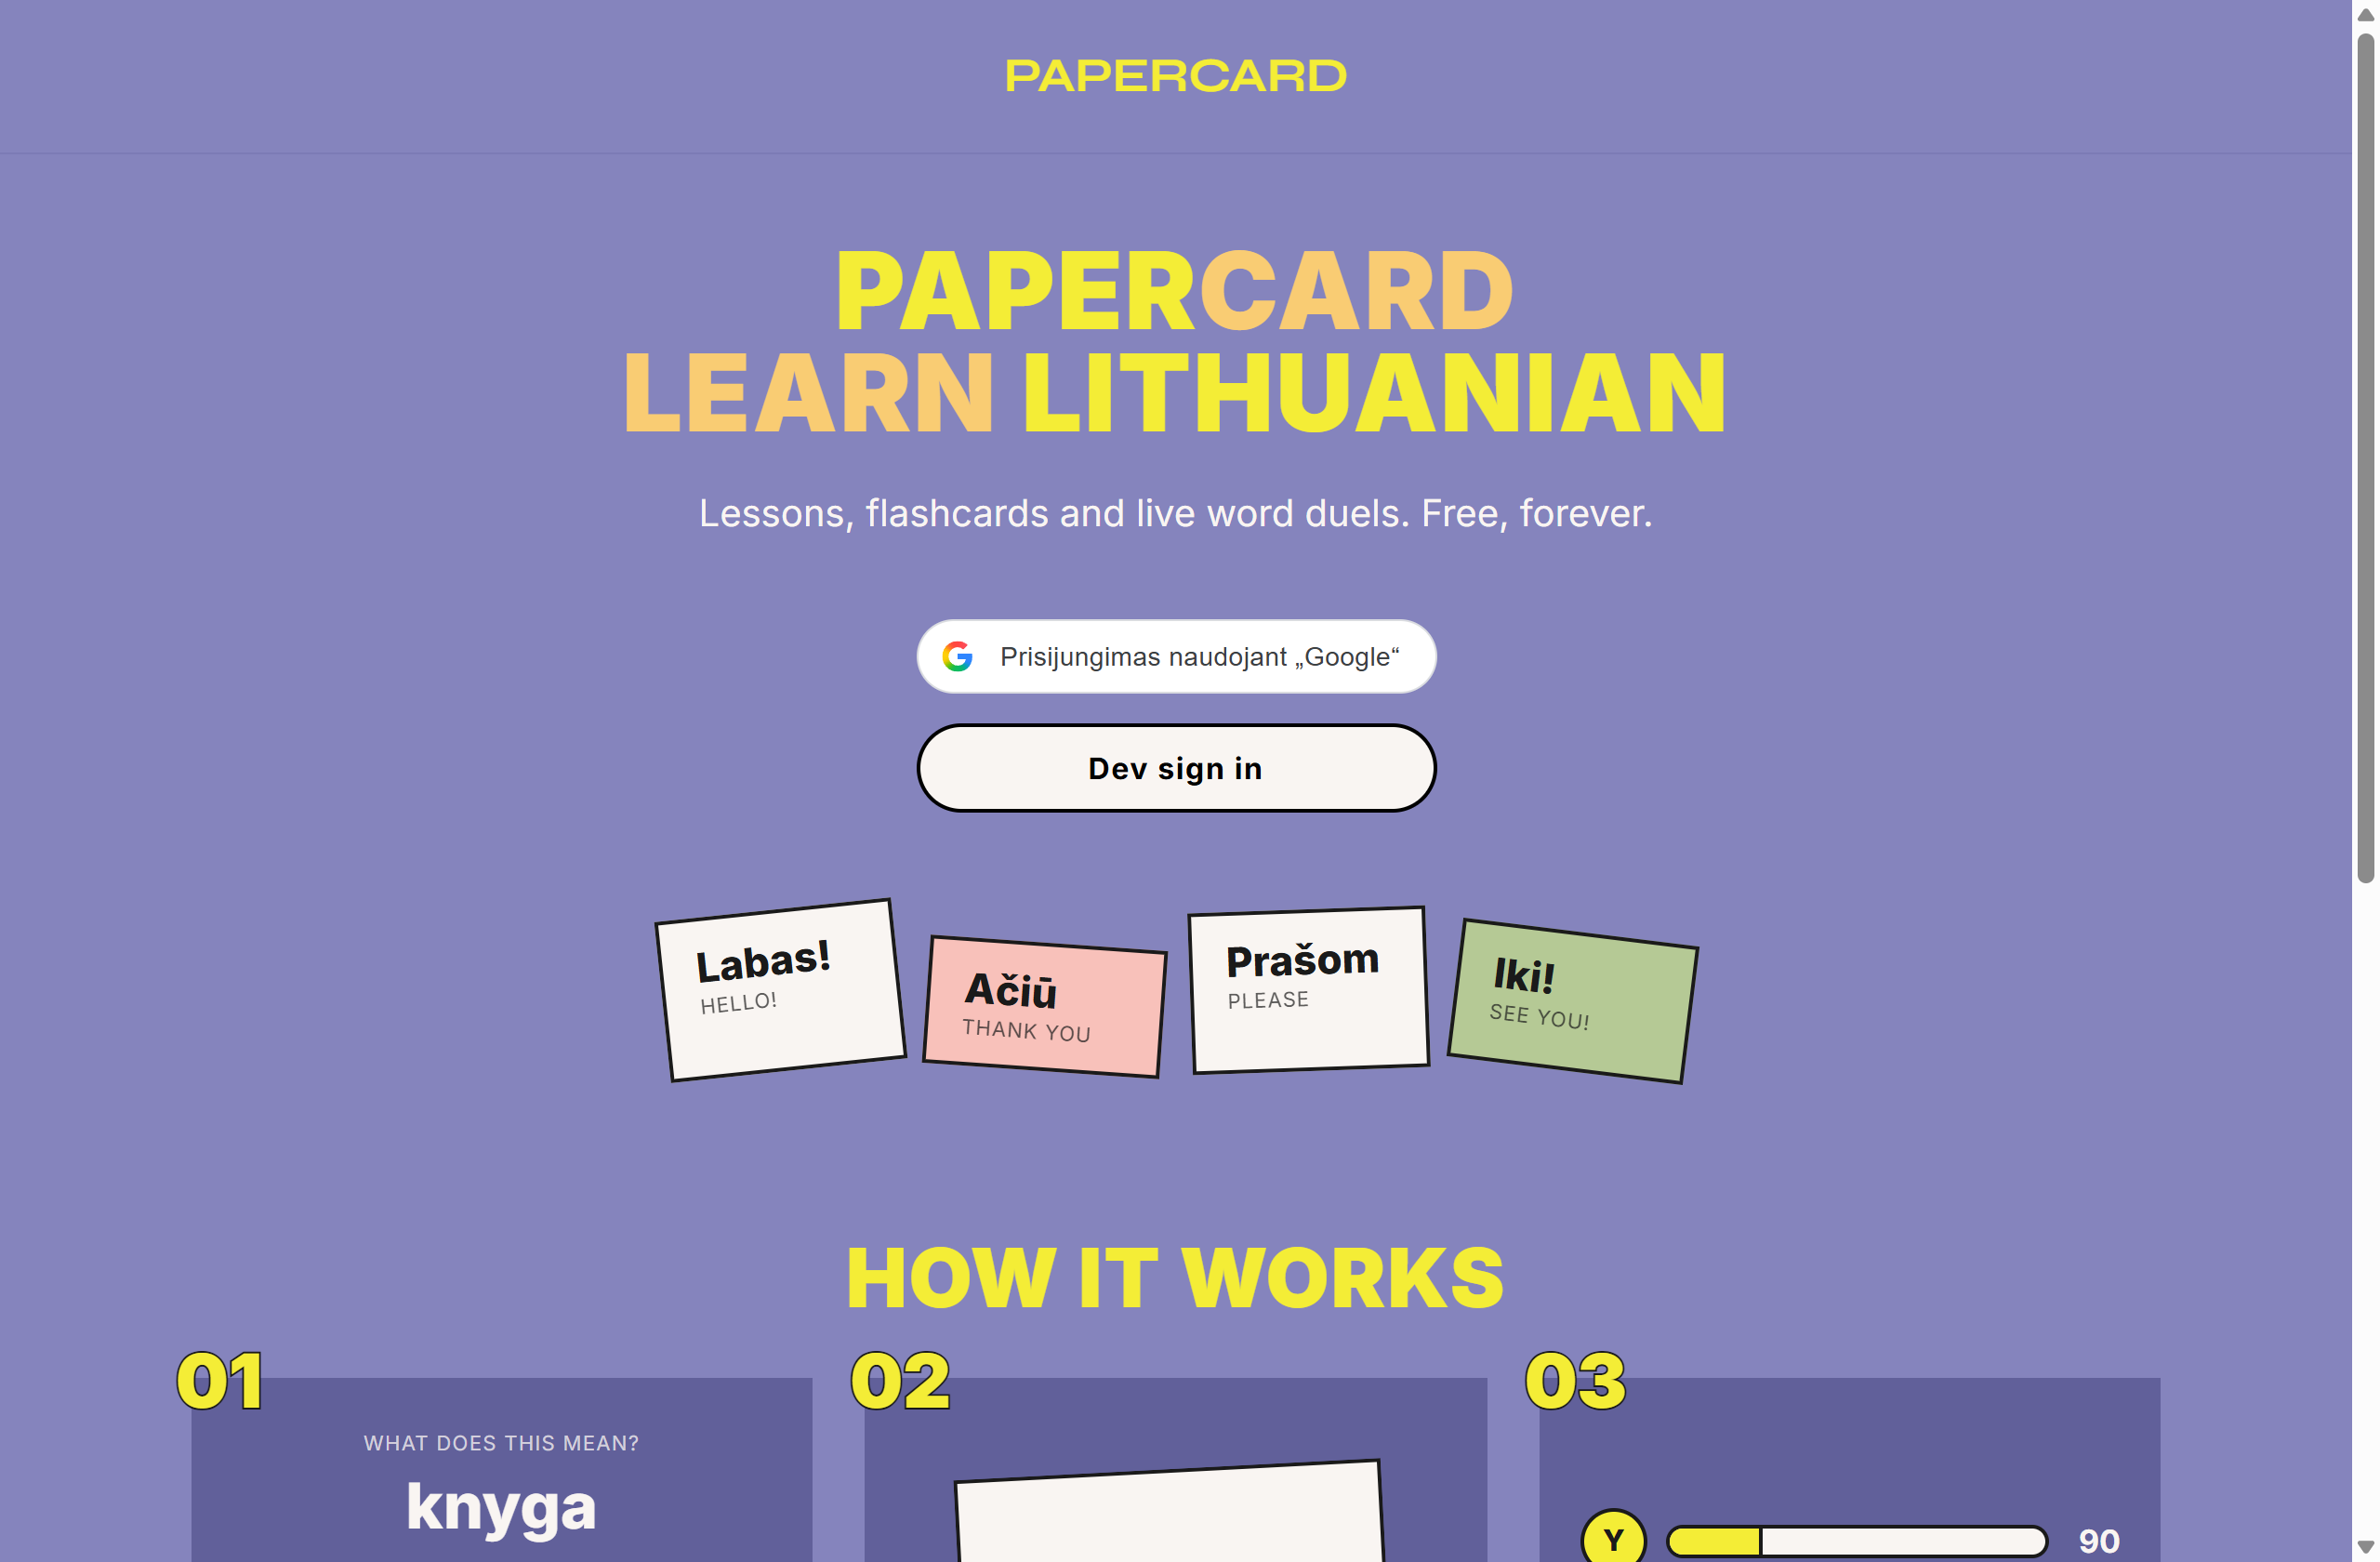 PAPERCARD
PAPERCARD
LEARN LITHUANIAN
Lessons, flashcards and live word duels. Free, forever.
Prisijungimas naudojant „Google“
Dev sign in
Labas!
HELLO!
Ačiū
THANK YOU
Prašom
PLEASE
Iki!
SEE YOU!
HOW IT WORKS
01
WHAT DOES THIS MEAN?
knyga
02
03
Y
90